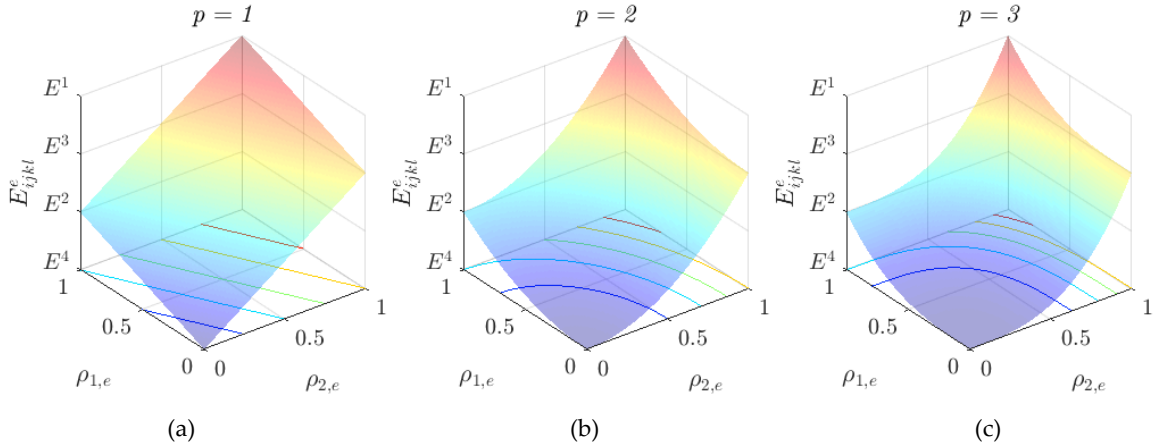 p = 1
E^1
E^3
E^2
E^4
E^e_{ijkl}
1
0.5
0
0
0.5
1
ρ_{1,e}
ρ_{2,e}
(a)
p = 2
E^1
E^3
E^2
E^4
E^e_{ijkl}
1
0.5
0
0
0.5
1
ρ_{1,e}
ρ_{2,e}
(b)
p = 3
E^1
E^3
E^2
E^4
E^e_{ijkl}
1
0.5
0
0
0.5
1
ρ_{1,e}
ρ_{2,e}
(c)